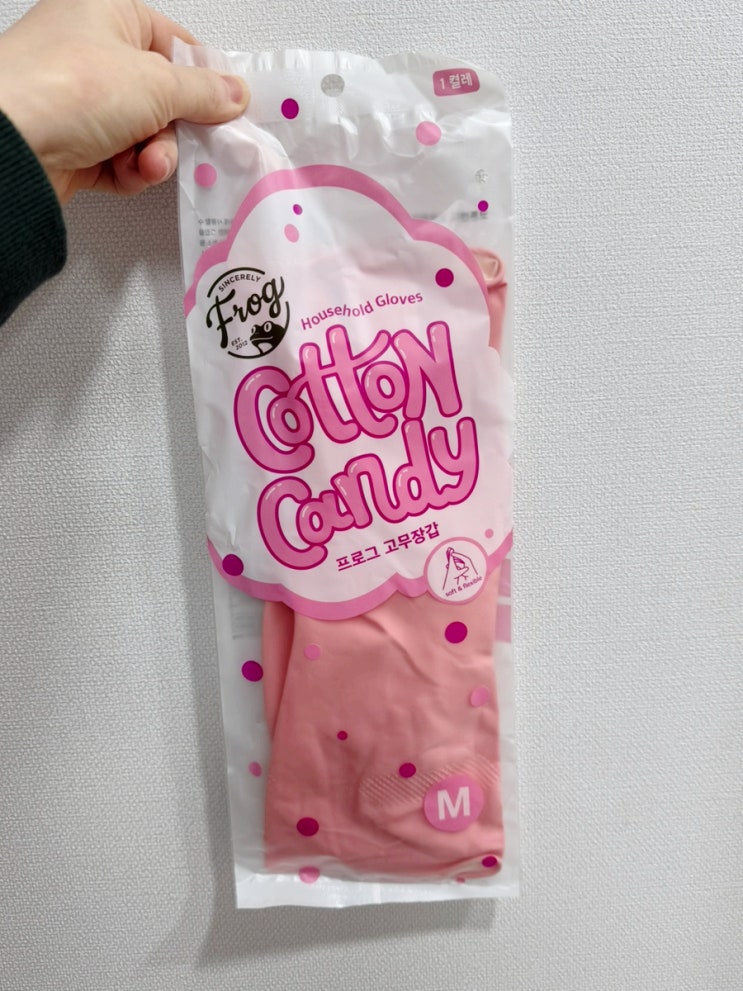 1 켤레
SINCERELY
Frog
EST.
2012
Household Gloves
Cotton
Candy
프로그 고무장갑
soft & flexible
M